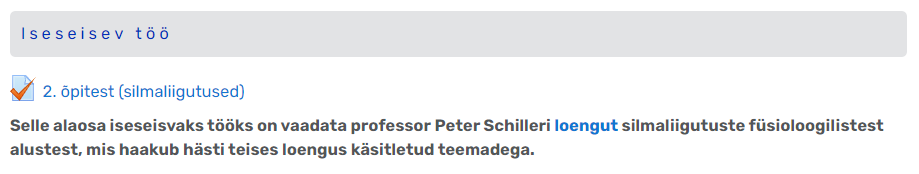 Iseseisev töö
2. õpitest (silmaliigutused)
Selle alaosa iseseisvaks tööks on vaadata professor Peter Schilleri loengut silmaliigutuste füsioloogilistest
alustest, mis haakub hästi teises loengus käsitletud teemadega.